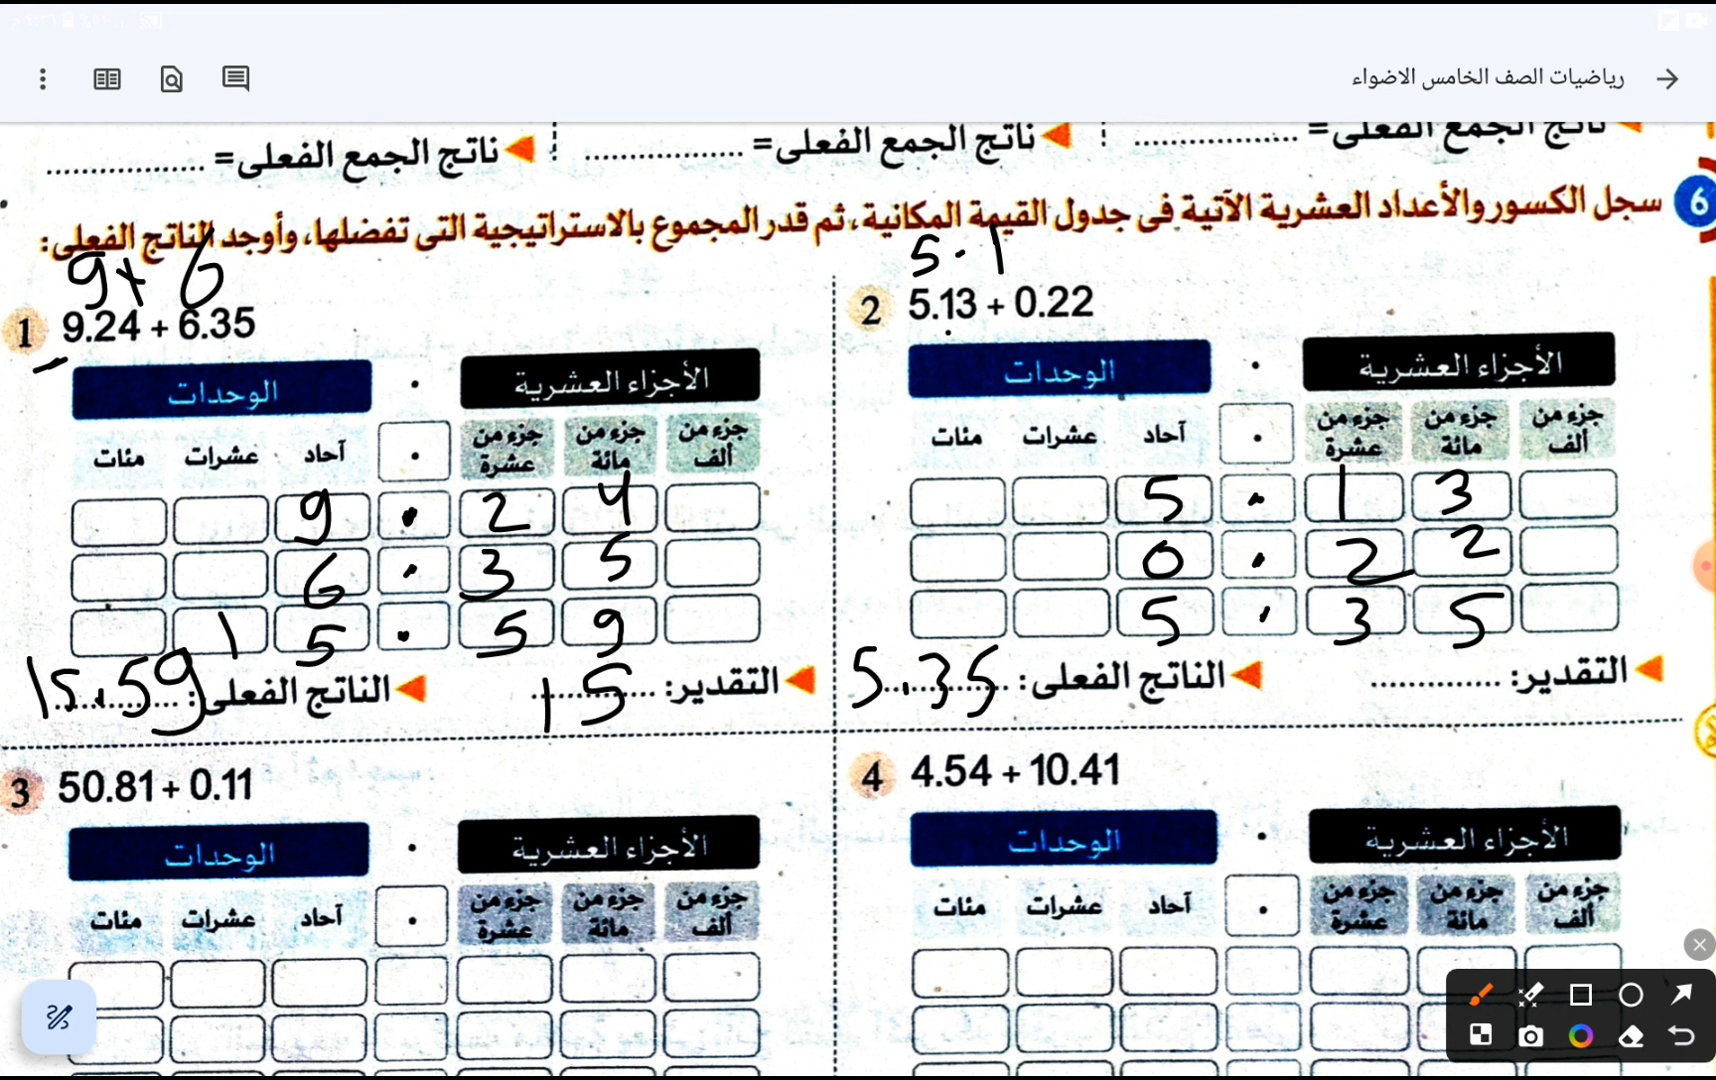 رياضيات الصف الخامس الاضواء
ناتج الجمع الفعلى= ..................
ناتج الجمع الفعلى= ..................
ناتج الجمع الفعلى= ..................
6 سجل الكسور والأعداد العشرية الآتية فى جدول القيمة المكانية، ثم قدر المجموع بالاستراتيجية التى تفضلها، وأوجد الناتج الفعلى:
9 + 6
1 9.24 + 6.35
الوحدات . الأجزاء العشرية
مئات عشرات آحاد . جزء من عشرة جزء من مائة جزء من ألف
9 . 2 4
6 . 3 5
1 5 . 5 9
التقدير: 15
الناتج الفعلى: 15.59
5.1
2 5.13 + 0.22
الوحدات . الأجزاء العشرية
مئات عشرات آحاد . جزء من عشرة جزء من مائة جزء من ألف
5 . 1 3
0 . 2 2
5 . 3 5
التقدير: ...............
الناتج الفعلى: 5.35
3 50.81 + 0.11
الوحدات . الأجزاء العشرية
مئات عشرات آحاد . جزء من عشرة جزء من مائة جزء من ألف
4 4.54 + 10.41
الوحدات . الأجزاء العشرية
مئات عشرات آحاد . جزء من عشرة جزء من مائة جزء من ألف